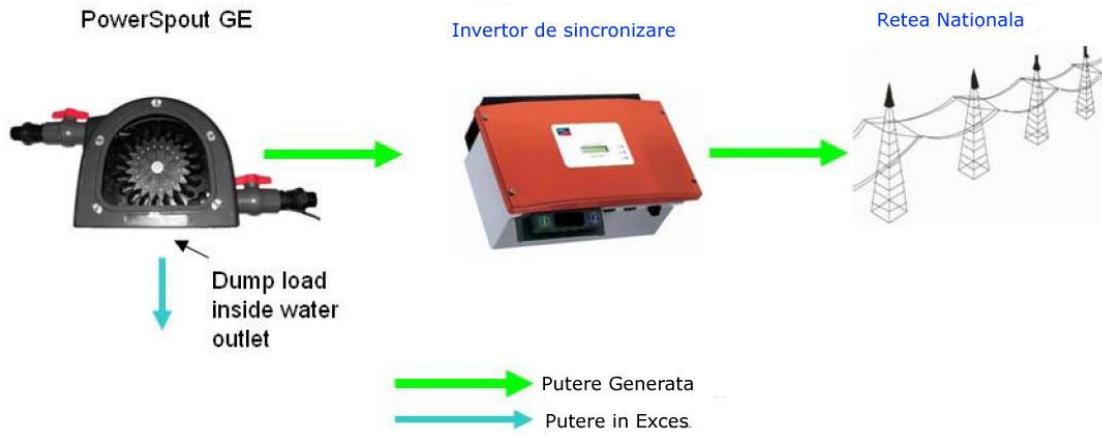 PowerSpout GE
Invertor de sincronizare
Retea Nationala
Dump load
inside water
outlet
Putere Generata
Putere in Exces